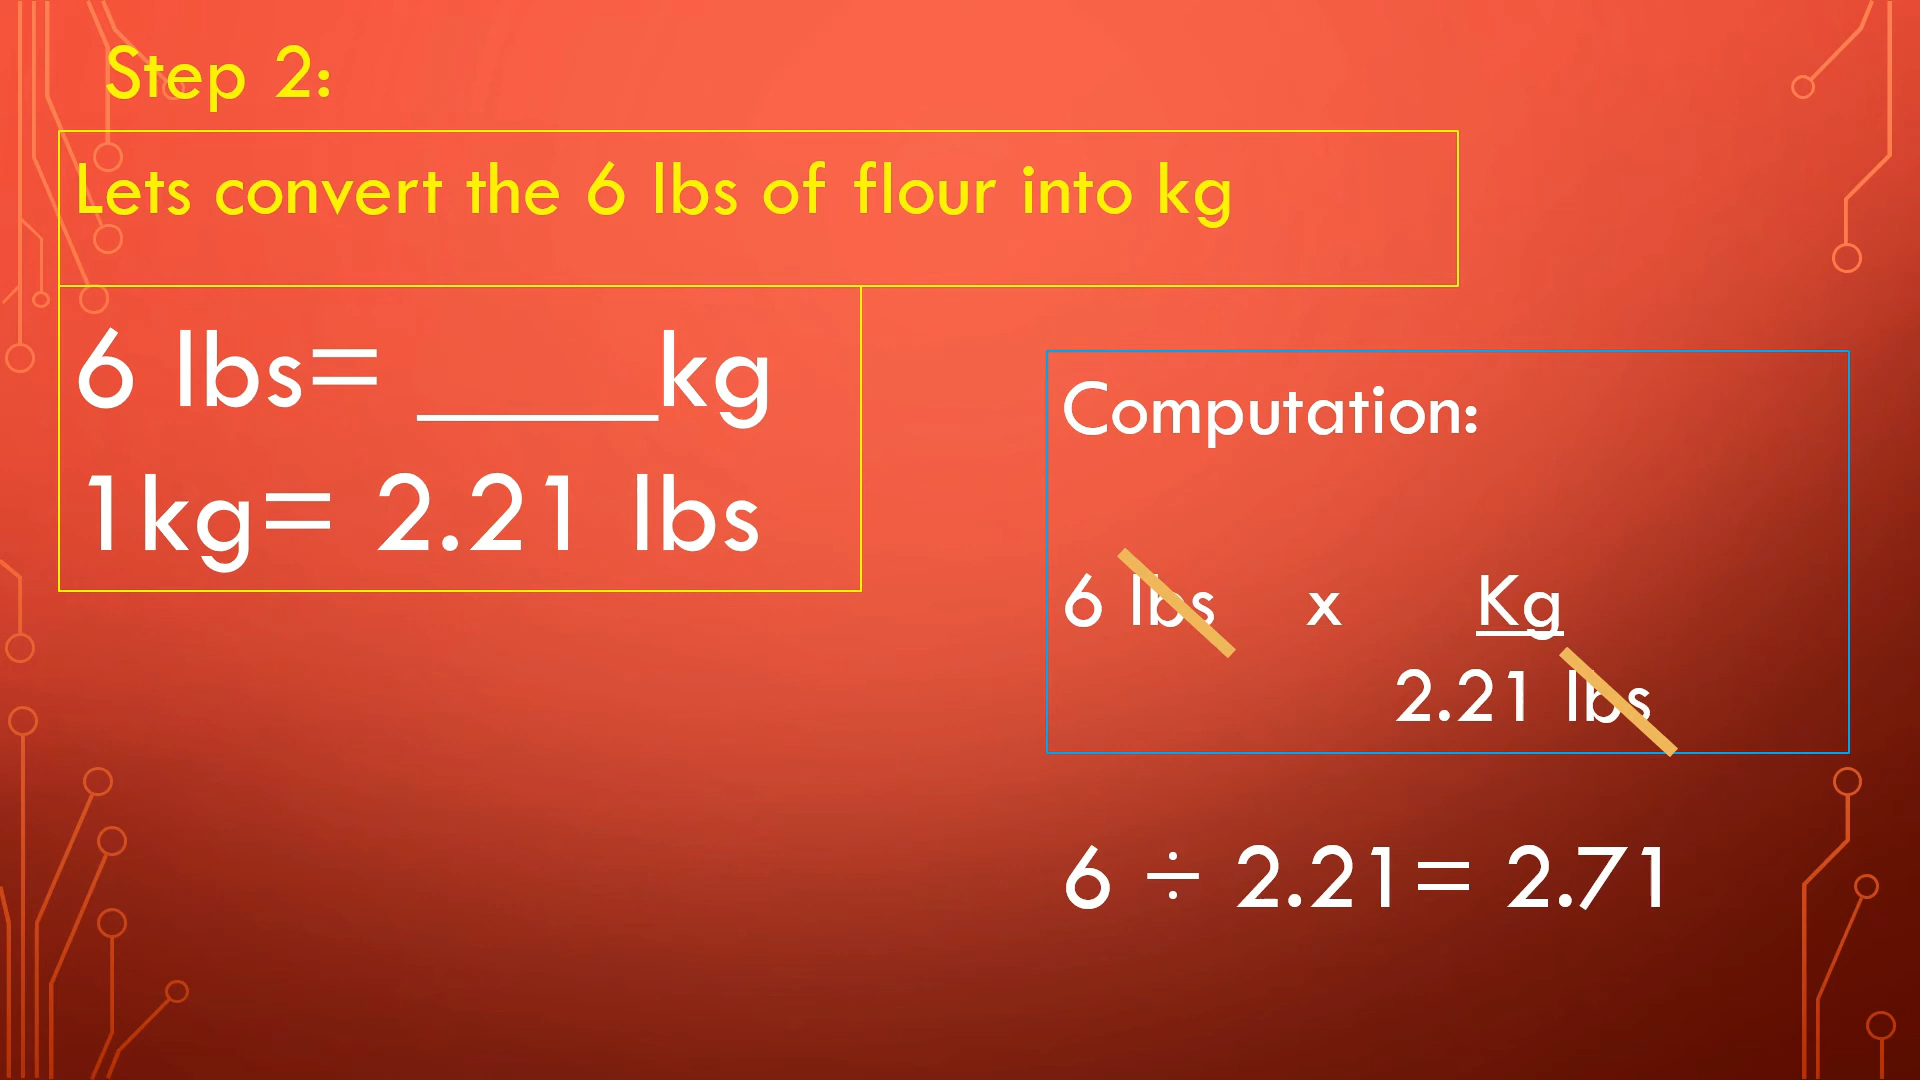 Step 2:
Lets convert the 6 lbs of flour into kg
6 lbs= _____kg
1kg= 2.21 lbs
Computation:
6 lbs x Kg
2.21 lbs
6 ÷ 2.21= 2.71